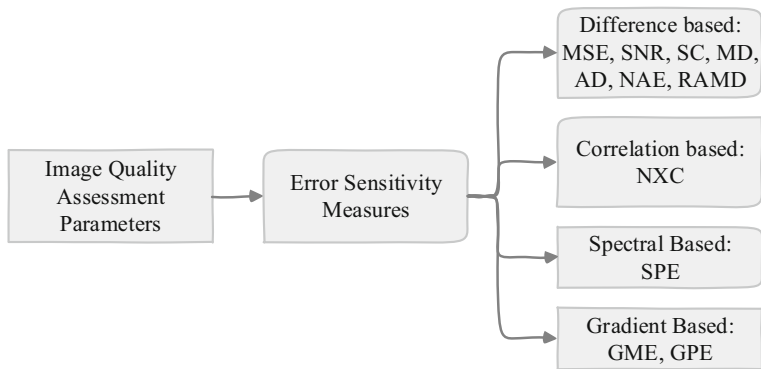 Image Quality
Assessment
Parameters
Error Sensitivity
Measures
Difference based:
MSE, SNR, SC, MD,
AD, NAE, RAMD
Correlation based:
NXC
Spectral Based:
SPE
Gradient Based:
GME, GPE